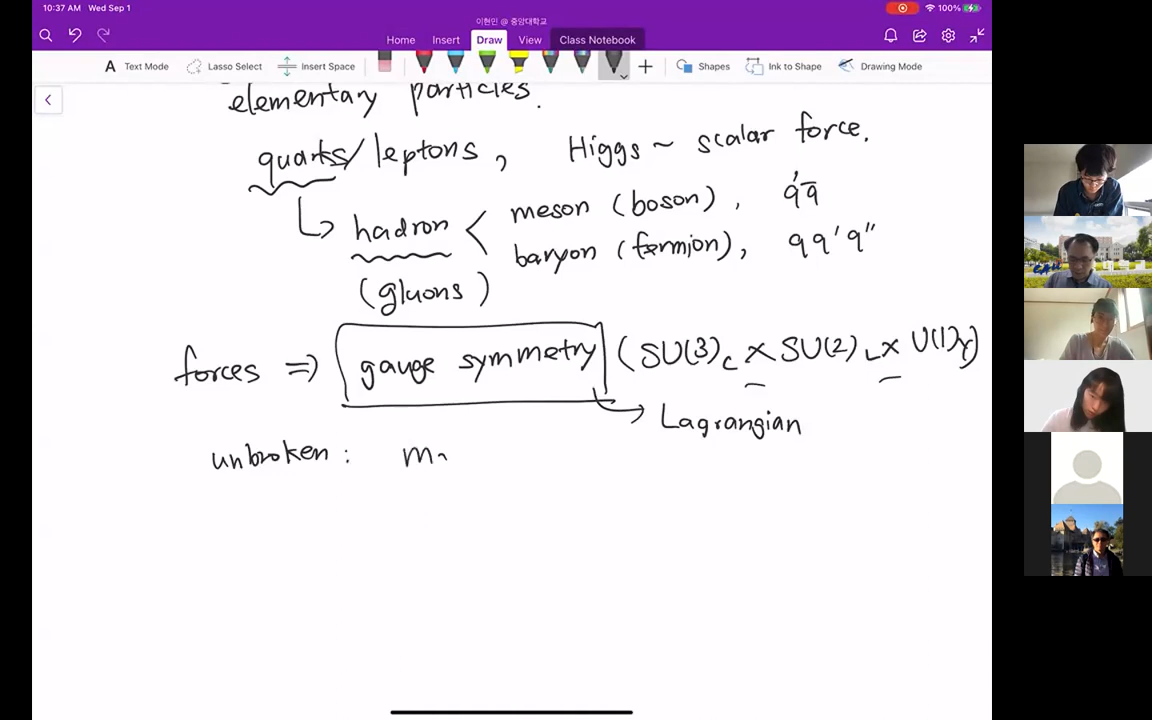 10:37 AM Wed Sep 1
100%
이현민 @ 중앙대학교
Home Insert Draw View Class Notebook
A Text Mode Lasso Select Insert Space Shapes Ink to Shape Drawing Mode
elementary particles.
quarks/leptons, Higgs ~ scalar force.
hadron < meson (boson), q'q̅
baryon (fermion), qq'q''
(gluons)
forces ⇒ gauge symmetry (SU(3)c × SU(2)L × U(1)Y)
Lagrangian
unbroken: